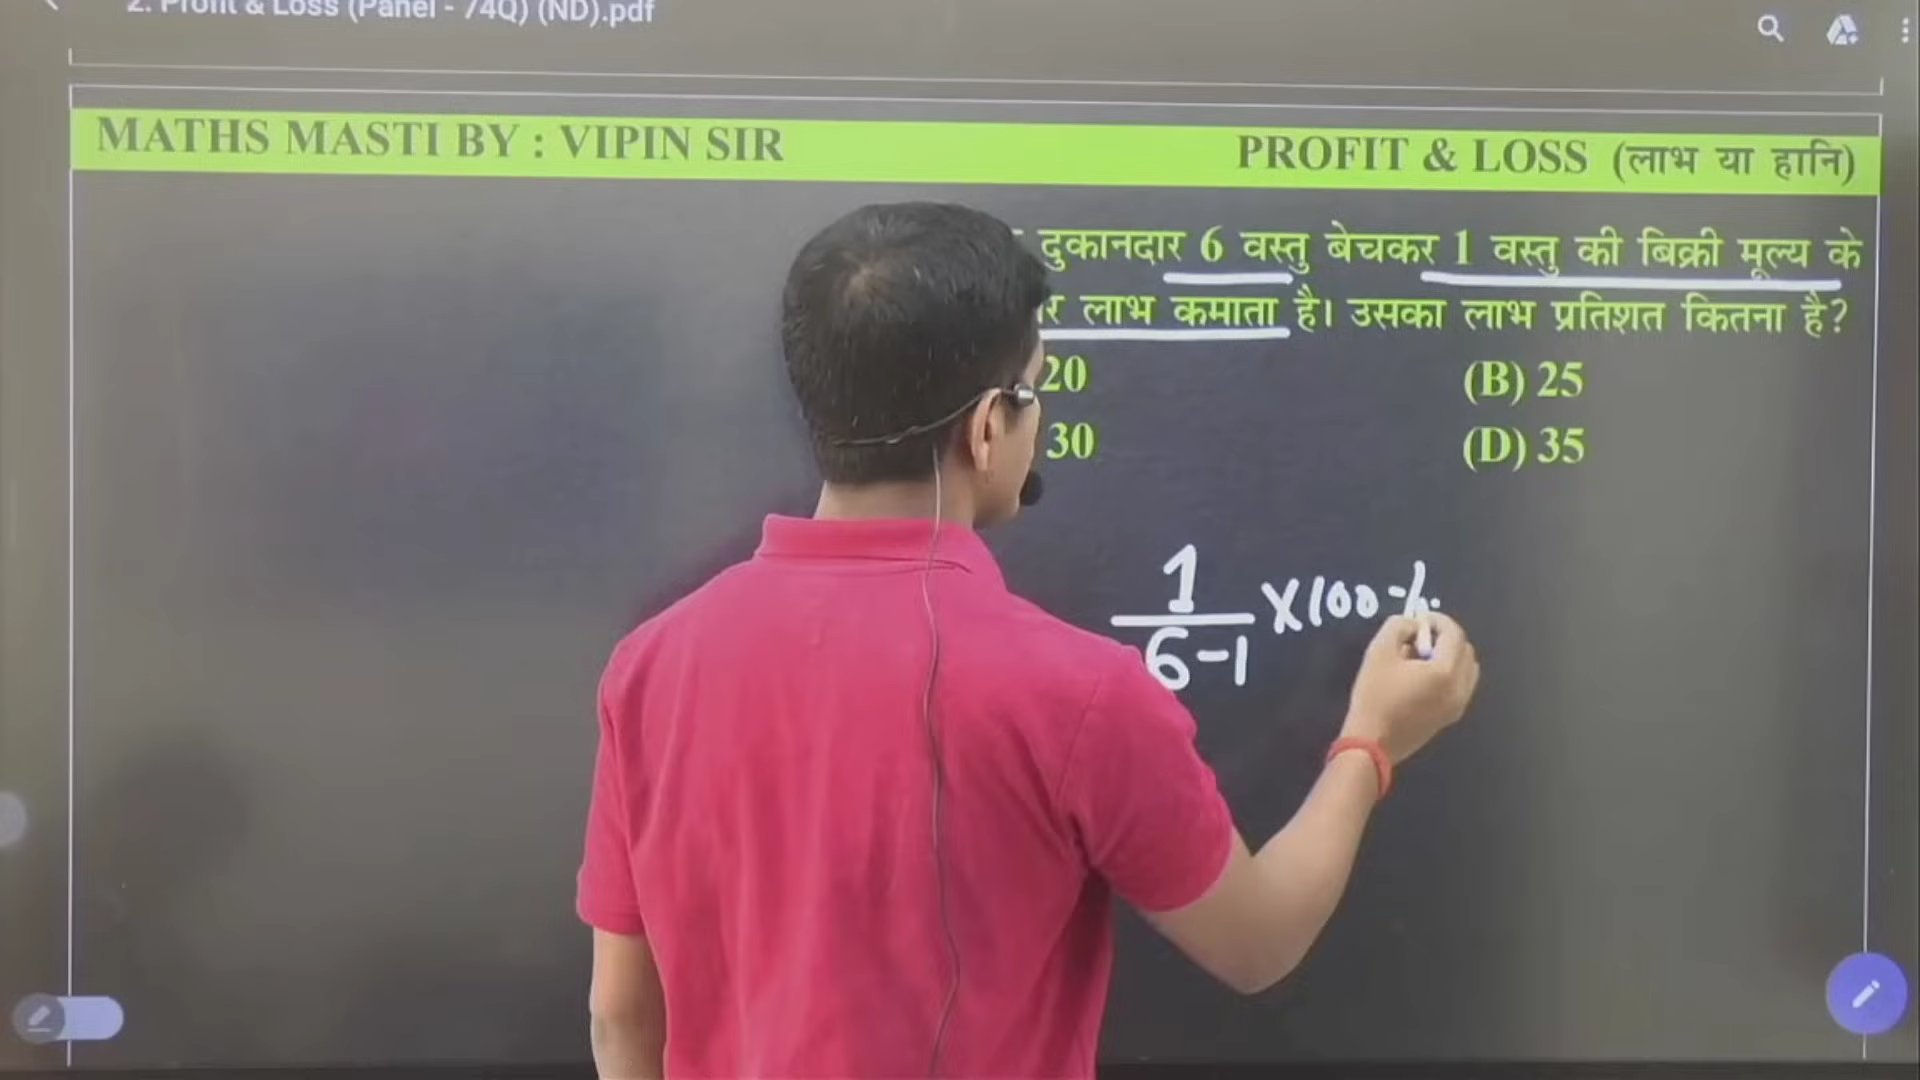 2. Profit & Loss (Panel - 74Q) (ND).pdf
MATHS MASTI BY : VIPIN SIR
PROFIT & LOSS (लाभ या हानि)
दुकानदार 6 वस्तु बेचकर 1 वस्तु की बिक्री मूल्य के
लाभ कमाता है। उसका लाभ प्रतिशत कितना है?
20 (B) 25
30 (D) 35
1
6-1
×100%